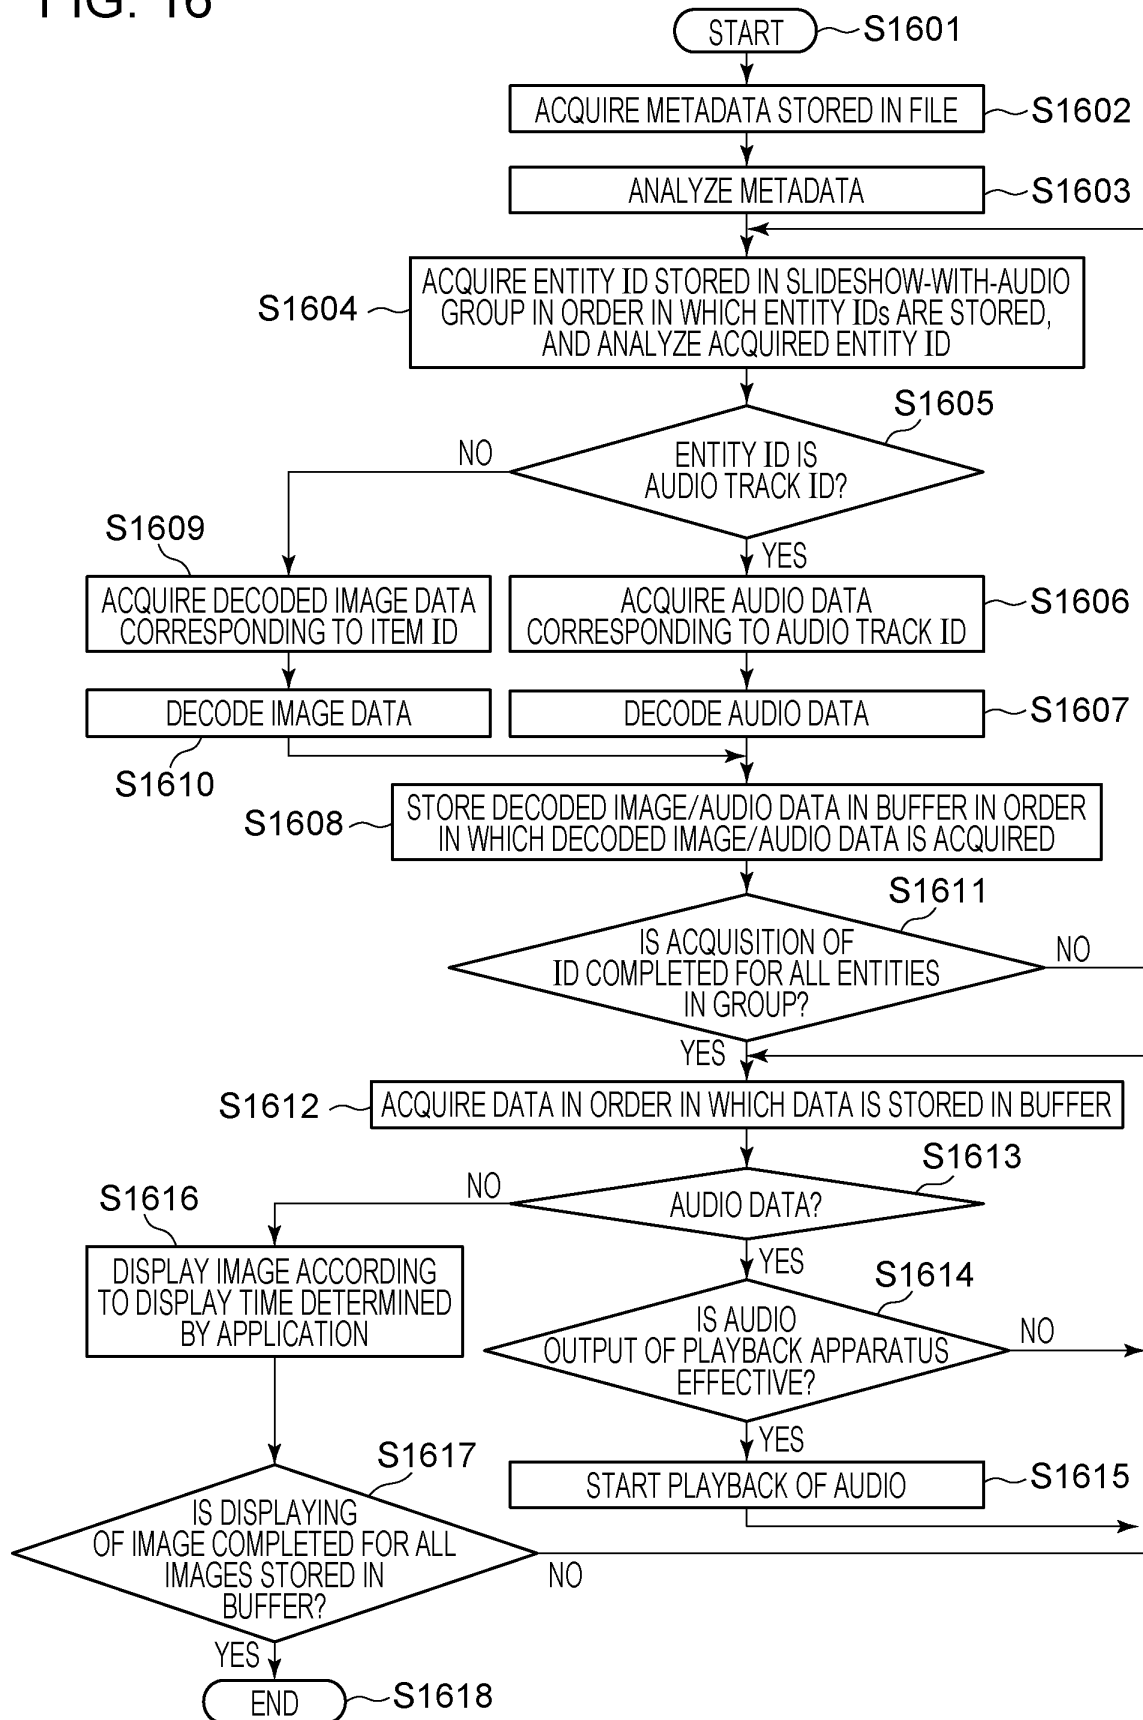 FIG. 16
START
S1601
ACQUIRE METADATA STORED IN FILE
S1602
ANALYZE METADATA
S1603
S1604
ACQUIRE ENTITY ID STORED IN SLIDESHOW-WITH-AUDIO
GROUP IN ORDER IN WHICH ENTITY IDs ARE STORED,
AND ANALYZE ACQUIRED ENTITY ID
S1605
NO
ENTITY ID IS
AUDIO TRACK ID?
S1609
YES
ACQUIRE DECODED IMAGE DATA
CORRESPONDING TO ITEM ID
ACQUIRE AUDIO DATA
CORRESPONDING TO AUDIO TRACK ID
S1606
DECODE IMAGE DATA
DECODE AUDIO DATA
S1607
S1610
S1608
STORE DECODED IMAGE/AUDIO DATA IN BUFFER IN ORDER
IN WHICH DECODED IMAGE/AUDIO DATA IS ACQUIRED
S1611
IS ACQUISITION OF
ID COMPLETED FOR ALL ENTITIES
IN GROUP?
NO
YES
S1612
ACQUIRE DATA IN ORDER IN WHICH DATA IS STORED IN BUFFER
S1613
NO
AUDIO DATA?
S1616
YES
DISPLAY IMAGE ACCORDING
TO DISPLAY TIME DETERMINED
BY APPLICATION
S1614
IS AUDIO
OUTPUT OF PLAYBACK APPARATUS
EFFECTIVE?
NO
YES
S1617
START PLAYBACK OF AUDIO
S1615
IS DISPLAYING
OF IMAGE COMPLETED FOR ALL
IMAGES STORED IN
BUFFER?
NO
YES
END
S1618